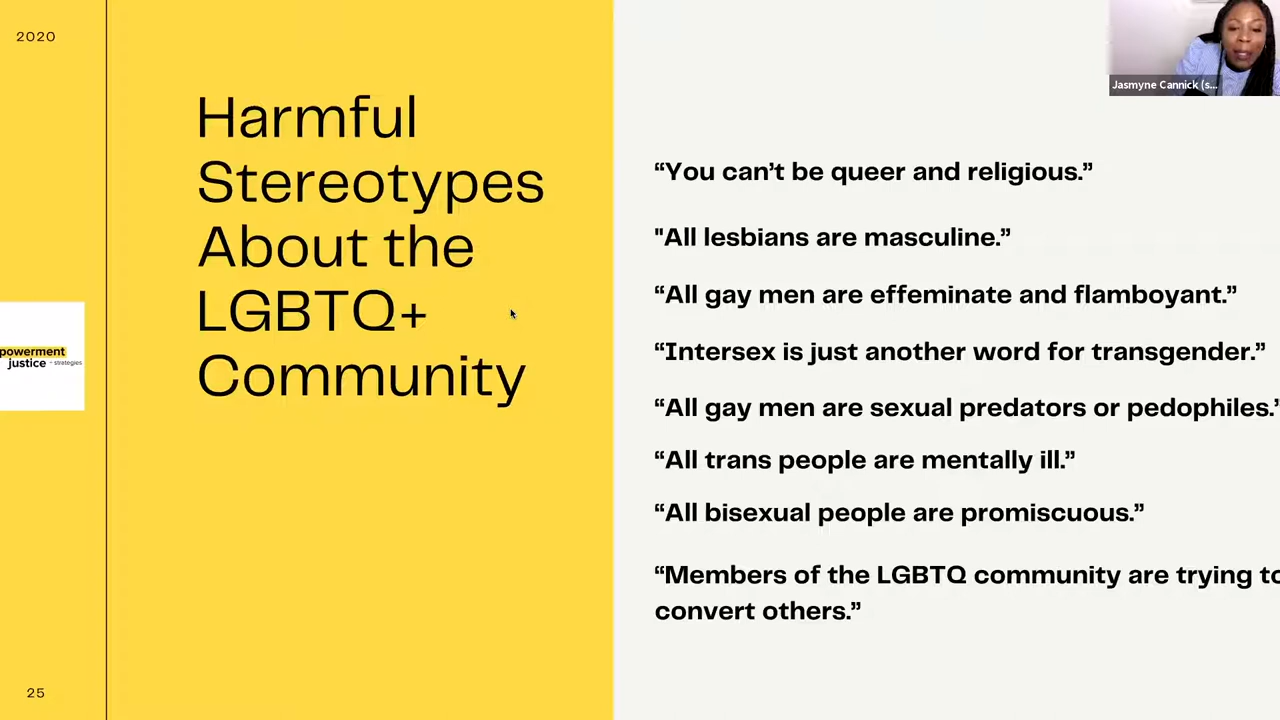 2020
Harmful
Stereotypes
About the
LGBTQ+
Community
powerment
justice – strategies
25
Jasmyne Cannick (s...
“You can’t be queer and religious.”
"All lesbians are masculine.”
“All gay men are effeminate and flamboyant.”
“Intersex is just another word for transgender.”
“All gay men are sexual predators or pedophiles.”
“All trans people are mentally ill.”
“All bisexual people are promiscuous.”
“Members of the LGBTQ community are trying to
convert others.”